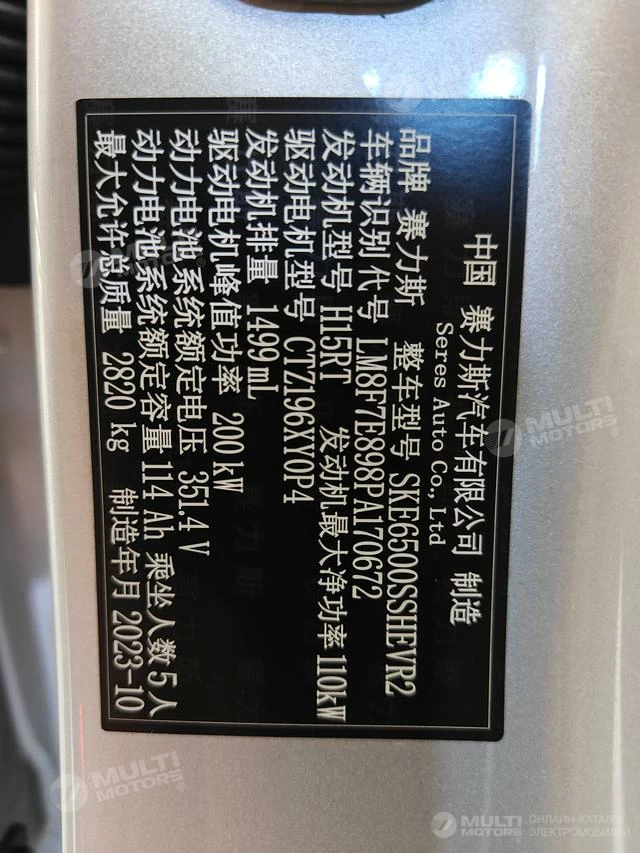 中国 赛力斯汽车有限公司 制造
Seres Auto Co., Ltd
品牌 赛力斯 整车型号 SKE6500SSHEVR2
车辆识别代号 LM8F7E898PA170672
发动机型号 H15RT 发动机最大净功率 110kW
驱动电机型号 CTZ196XY0P4
发动机排量 1499 mL
驱动电机峰值功率 200 kW
动力电池系统额定电压 351.4 V
动力电池系统额定容量 114 Ah 乘坐人数 5人
最大允许总质量 2820 kg 制造年月 2023-10
MULTI MOTORS®
MULTI MOTORS®
MULTI MOTORS®
MULTI MOTORS®
ОНЛАЙН-КАТАЛОГ
ЭЛЕКТРОМОБИЛЕЙ